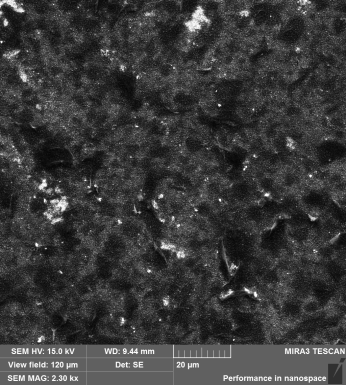 SEM HV: 15.0 kV WD: 9.44 mm MIRA3 TESCAN
View field: 120 µm Det: SE 20 µm
SEM MAG: 2.30 kx Performance in nanospace